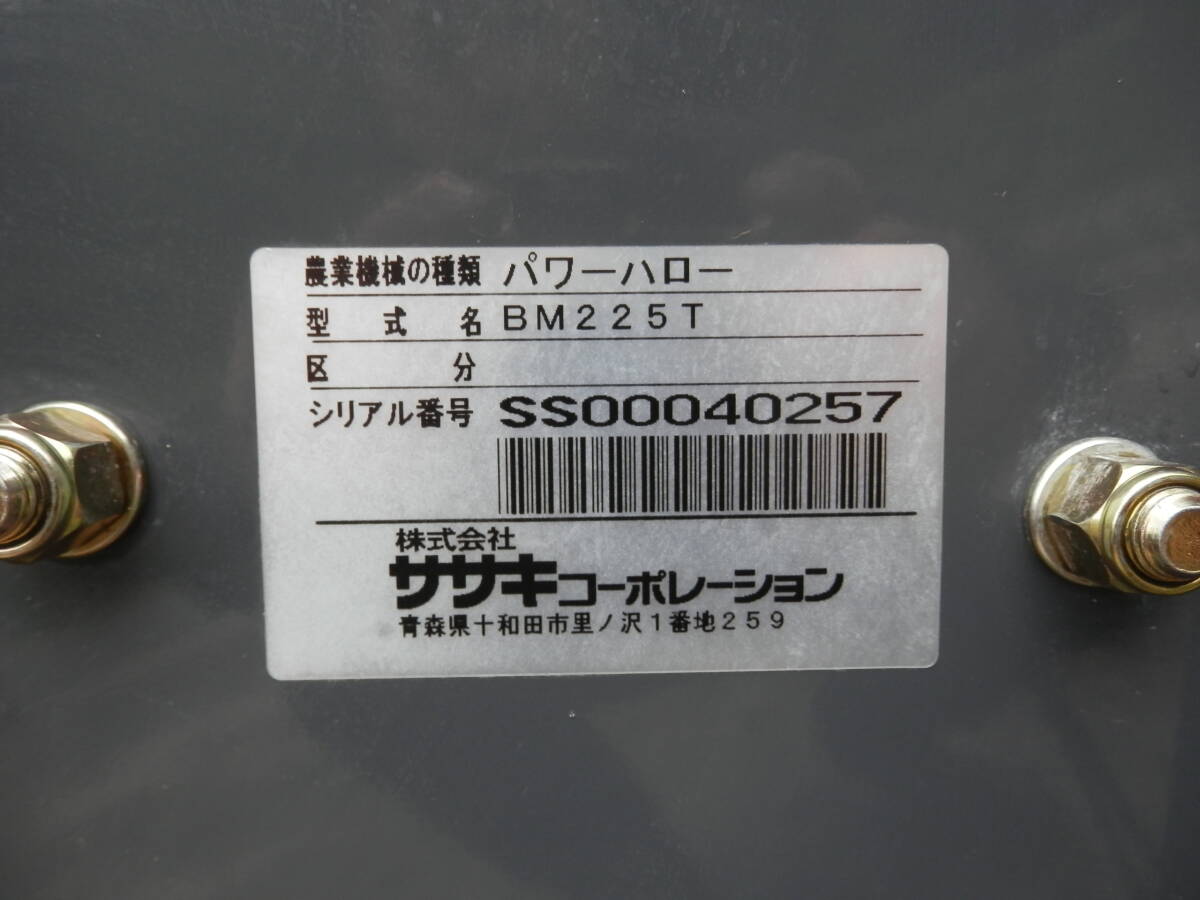 農業機械の種類 パワーハロー
型式名 BM225T
区分
シリアル番号 SS00040257
株式会社
ササキコーポレーション
青森県十和田市里ノ沢1番地259